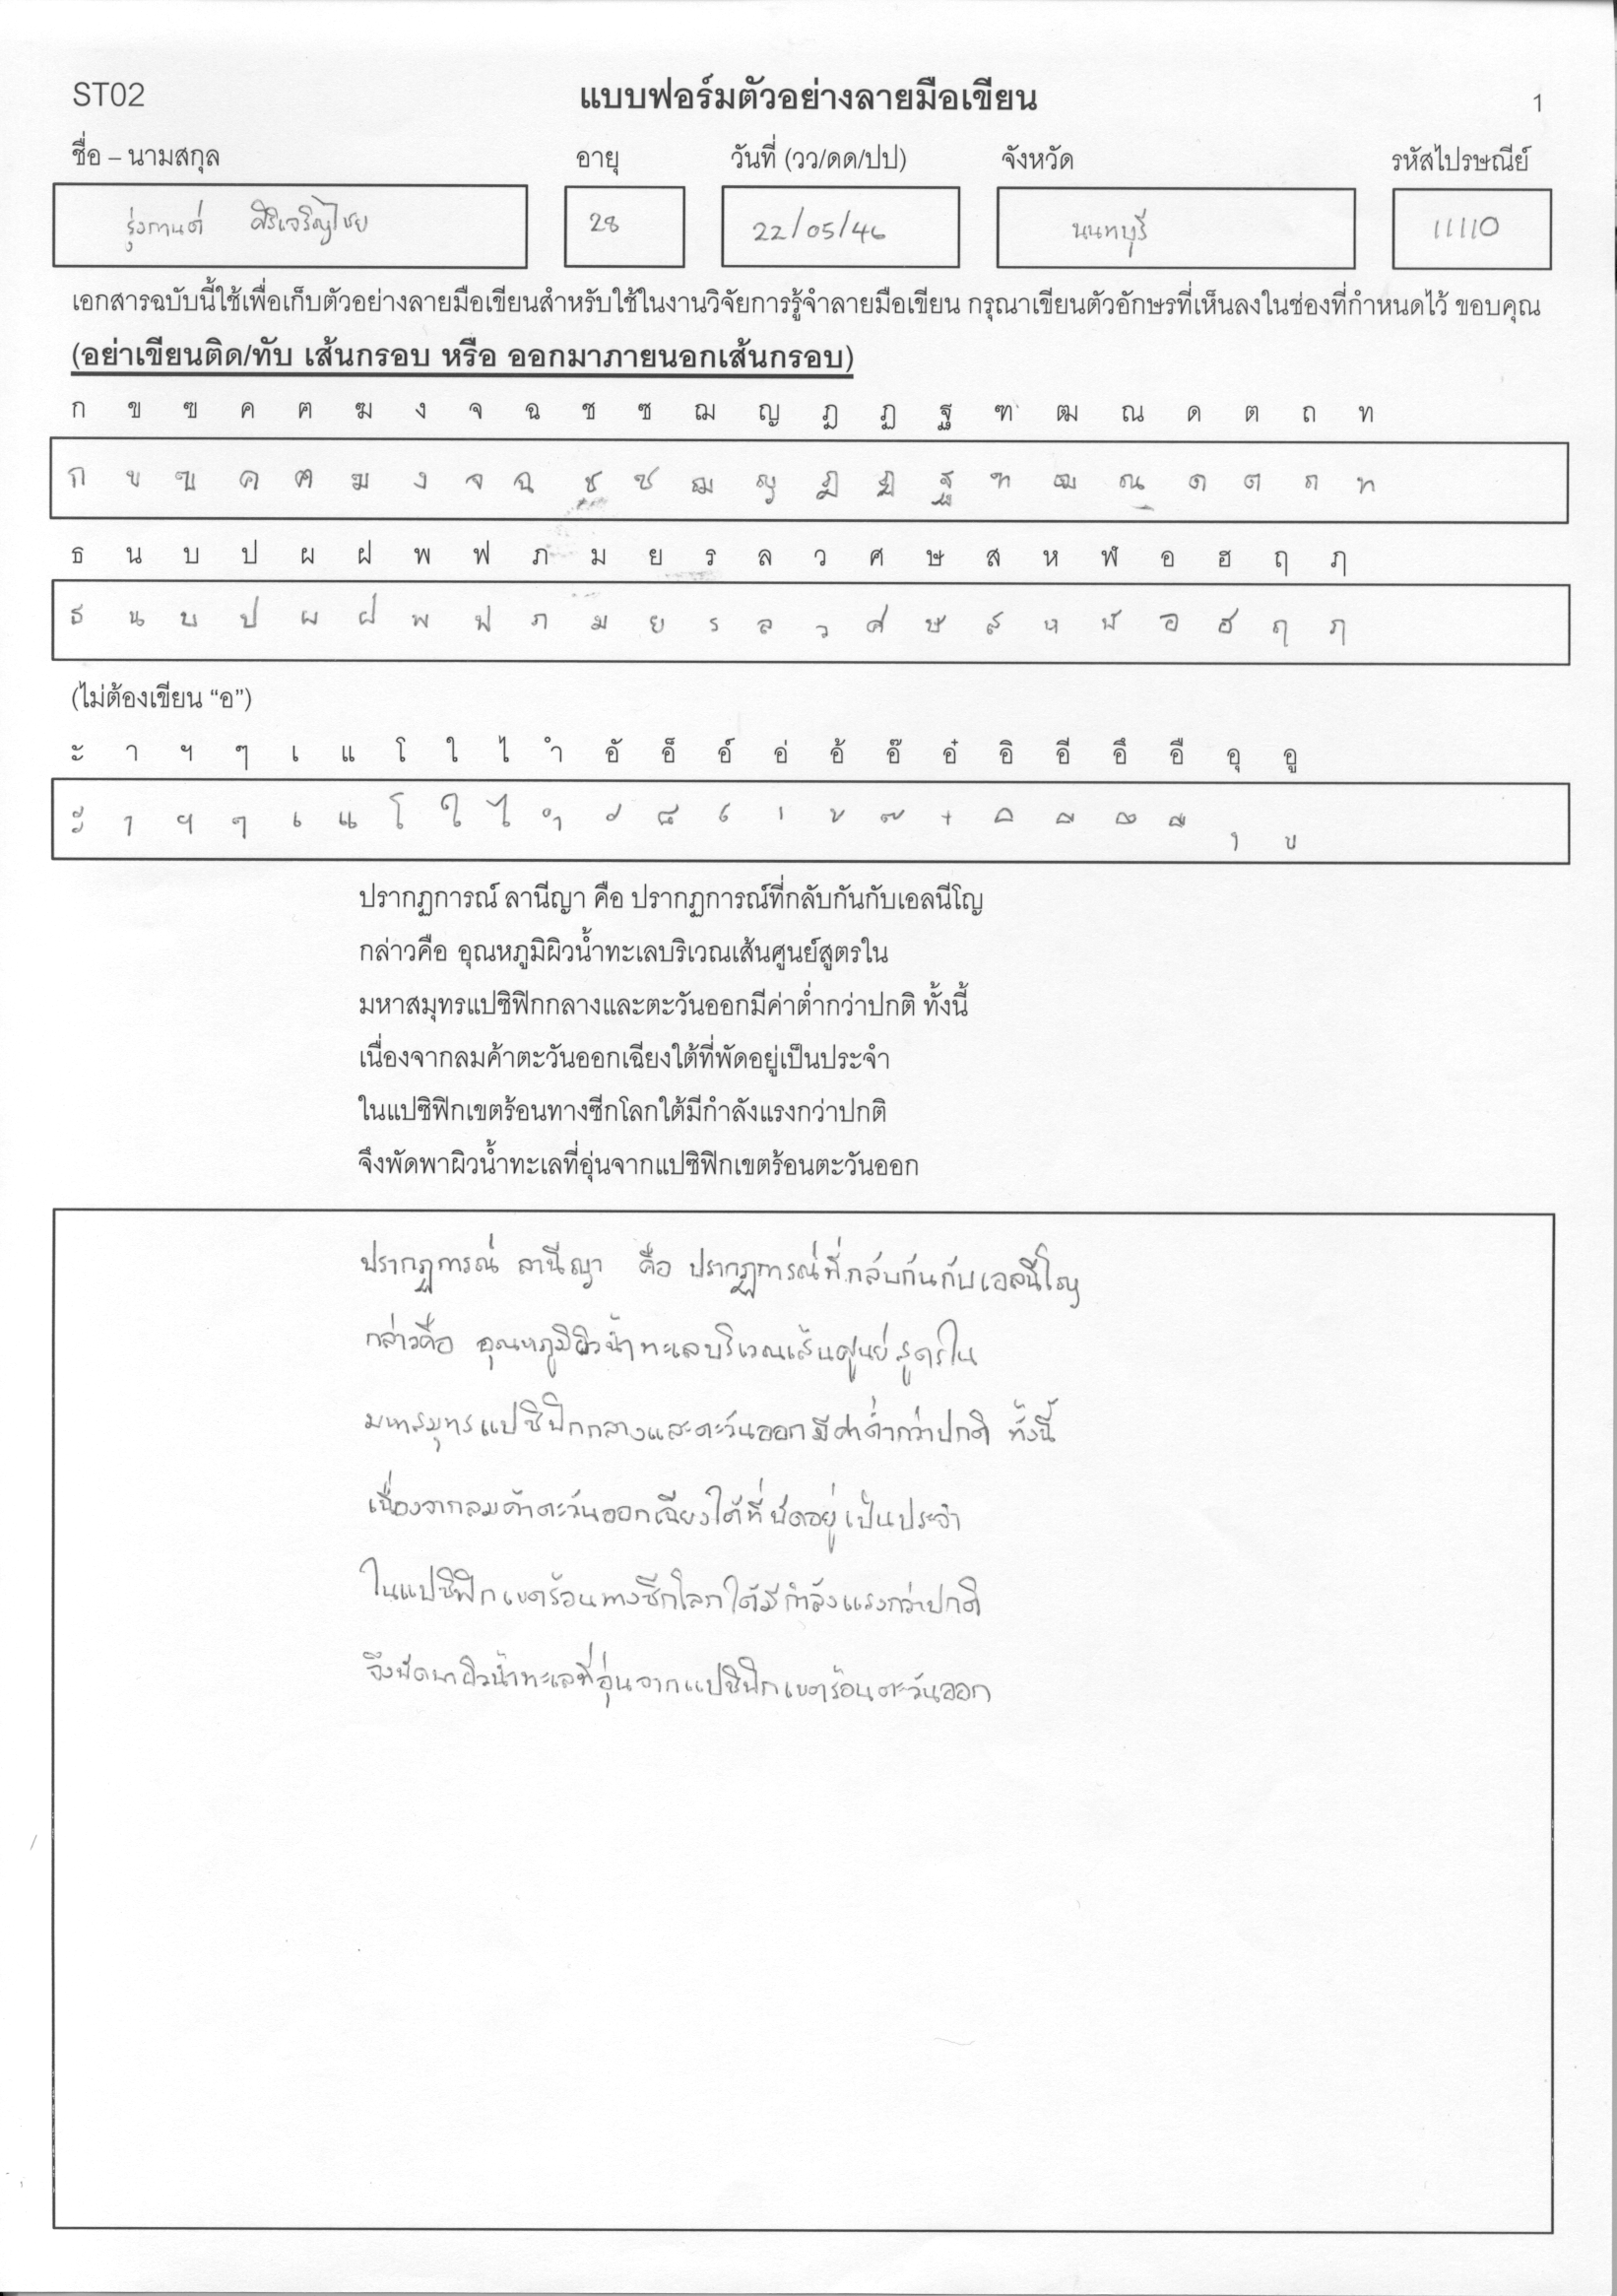 ST02 แบบฟอร์มตัวอย่างลายมือเขียน 1
ชื่อ – นามสกุล อายุ วันที่ (วว/ดด/ปป) จังหวัด รหัสไปรษณีย์
รุ่งกานต์ ศิริเจริญไชย 28 22/05/46 นนทบุรี 11110
เอกสารฉบับนี้ใช้เพื่อเก็บตัวอย่างลายมือเขียนสำหรับใช้ในงานวิจัยการรู้จำลายมือเขียน กรุณาเขียนตัวอักษรที่เห็นลงในช่องที่กำหนดไว้ ขอบคุณ
(อย่าเขียนติด/ทับ เส้นกรอบ หรือ ออกมาภายนอกเส้นกรอบ)
ก ข ฃ ค ฅ ฆ ง จ ฉ ช ซ ฌ ญ ฎ ฏ ฐ ฑ ฒ ณ ด ต ถ ท
ก ข ฃ ค ฅ ฆ ง จ ฉ ช ซ ฌ ญ ฎ ฏ ฐ ฑ ฒ ณ ด ต ถ ท
ธ น บ ป ผ ฝ พ ฟ ภ ม ย ร ล ว ศ ษ ส ห ฬ อ ฮ ฤ ฦ
ธ น บ ป ผ ฝ พ ฟ ภ ม ย ร ล ว ศ ษ ส ห ฬ อ ฮ ฤ ฦ
(ไม่ต้องเขียน “อ”)
ะ า ฯ ๆ เ แ โ ใ ไ ำ อั อ็ อ์ อ่ อ้ อ๊ อ๋ อิ อี อึ อื อุ อู
ะ า ฯ ๆ เ แ โ ใ ไ ำ ั ็ ์ ่ ้ ๊ ๋ ิ ี ึ ื ุ ู
ปรากฏการณ์ ลานีญา คือ ปรากฏการณ์ที่กลับกันกับเอลนีโญ
กล่าวคือ อุณหภูมิผิวน้ำทะเลบริเวณเส้นศูนย์สูตรใน
มหาสมุทรแปซิฟิกกลางและตะวันออกมีค่าต่ำกว่าปกติ ทั้งนี้
เนื่องจากลมค้าตะวันออกเฉียงใต้ที่พัดอยู่เป็นประจำ
ในแปซิฟิกเขตร้อนทางซีกโลกใต้มีกำลังแรงกว่าปกติ
จึงพัดพาผิวน้ำทะเลที่อุ่นจากแปซิฟิกเขตร้อนตะวันออก
ปรากฏการณ์ ลานีญา คือ ปรากฏการณ์ที่กลับกันกับเอลนีโญ
กล่าวคือ อุณหภูมิผิวน้ำทะเลบริเวณเส้นศูนย์สูตรใน
มหาสมุทรแปซิฟิกกลางและตะวันออกมีค่าต่ำกว่าปกติ ทั้งนี้
เนื่องจากลมค้าตะวันออกเฉียงใต้ที่พัดอยู่เป็นประจำ
ในแปซิฟิกเขตร้อนทางซีกโลกใต้มีกำลังแรงกว่าปกติ
จึงพัดพาผิวน้ำทะเลที่อุ่นจากแปซิฟิกเขตร้อนตะวันออก